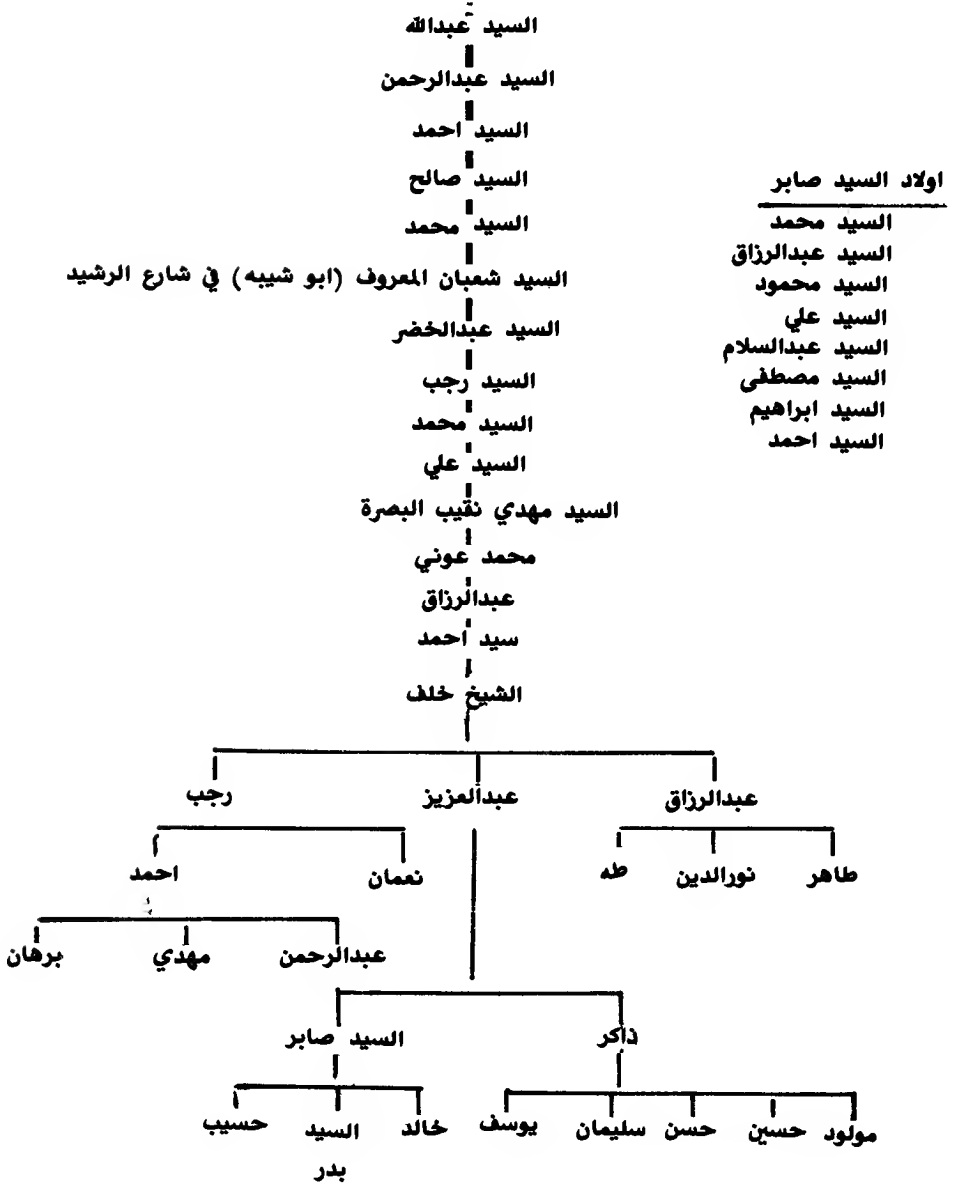 السيد عبدالله
السيد عبدالرحمن
السيد احمد
السيد صالح
السيد محمد
السيد شعبان المعروف (ابو شيبه) في شارع الرشيد
السيد عبدالخضر
السيد رجب
السيد محمد
السيد علي
السيد مهدي نقيب البصرة
محمد عوني
عبدالرزاق
سيد احمد
الشيخ خلف
اولاد السيد صابر
السيد محمد
السيد عبدالرزاق
السيد محمود
السيد علي
السيد عبدالسلام
السيد مصطفى
السيد ابراهيم
السيد احمد
عبدالرزاق عبدالعزيز رجب
طاهر نورالدين طه نعمان احمد
عبدالرحمن مهدي برهان
ذاكر السيد صابر
مولود حسين حسن سليمان يوسف خالد السيد حسيب
بدر